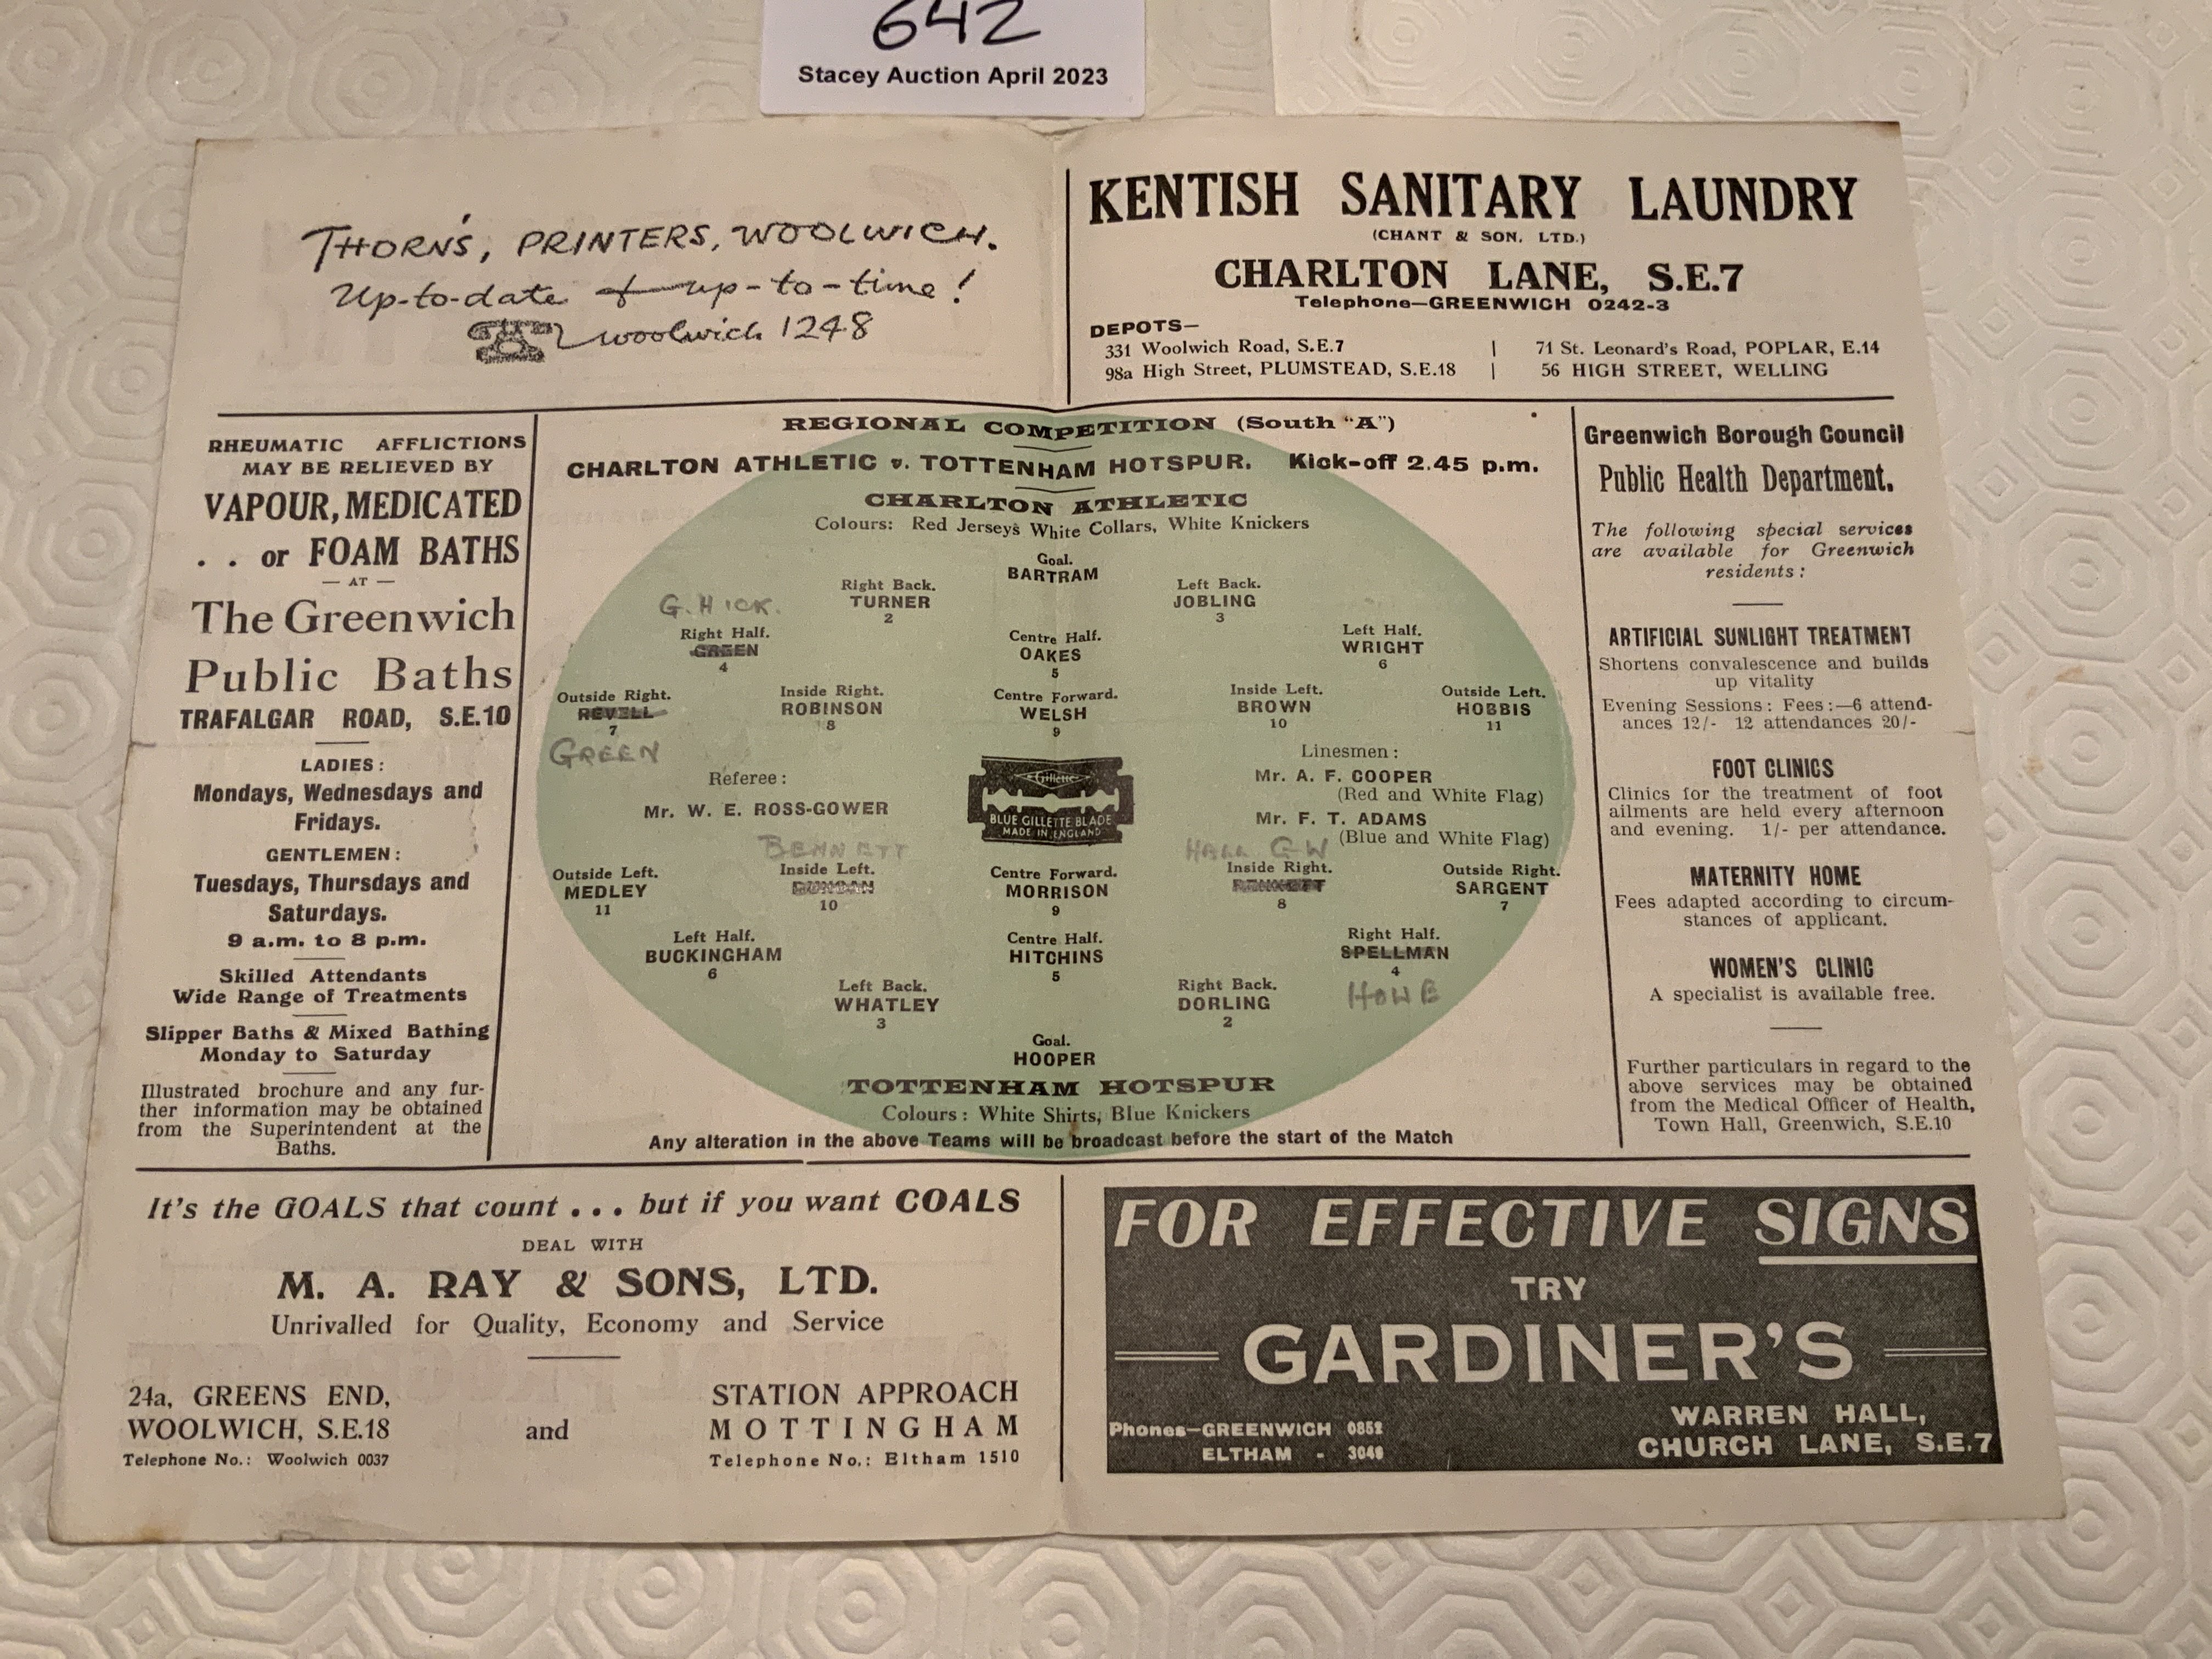 642
Stacey Auction April 2023
THORN'S, PRINTERS, WOOLWICH.
Up-to-date & up-to-time!
Woolwich 1248
KENTISH SANITARY LAUNDRY
(CHANT & SON, LTD.)
CHARLTON LANE, S.E.7
Telephone—GREENWICH 0242-3
DEPOTS—
331 Woolwich Road, S.E.7 | 71 St. Leonard's Road, POPLAR, E.14
98a High Street, PLUMSTEAD, S.E.18 | 56 HIGH STREET, WELLING
RHEUMATIC AFFLICTIONS
MAY BE RELIEVED BY
VAPOUR, MEDICATED
. . or FOAM BATHS
— AT —
The Greenwich
Public Baths
TRAFALGAR ROAD, S.E.10
LADIES:
Mondays, Wednesdays and
Fridays.
GENTLEMEN:
Tuesdays, Thursdays and
Saturdays.
9 a.m. to 8 p.m.
Skilled Attendants
Wide Range of Treatments
Slipper Baths & Mixed Bathing
Monday to Saturday
Illustrated brochure and any fur-
ther information may be obtained
from the Superintendent at the
Baths.
REGIONAL COMPETITION (South "A")
CHARLTON ATHLETIC v. TOTTENHAM HOTSPUR. Kick-off 2.45 p.m.
CHARLTON ATHLETIC
Colours: Red Jerseys White Collars, White Knickers
Goal.
BARTRAM
Right Back. Left Back.
TURNER JOBLING
2 3
G. HICK.
Right Half. Centre Half. Left Half.
GREEN OAKES WRIGHT
4 5 6
Outside Right. Inside Right. Centre Forward. Inside Left. Outside Left.
REVELL ROBINSON WELSH BROWN HOBBIS
7 8 9 10 11
GREEN
Referee:
Mr. W. E. ROSS-GOWER
Gillette
BLUE GILLETTE BLADE
MADE IN ENGLAND
Linesmen:
Mr. A. F. COOPER
(Red and White Flag)
Mr. F. T. ADAMS
(Blue and White Flag)
BENNETT HALL GW
Outside Left. Inside Left. Centre Forward. Inside Right. Outside Right.
MEDLEY DUNCAN MORRISON BENNETT SARGENT
11 10 9 8 7
Left Half. Centre Half. Right Half.
BUCKINGHAM HITCHINS SPELLMAN
6 5 4
HOWE
Left Back. Right Back.
WHATLEY DORLING
3 2
Goal.
HOOPER
TOTTENHAM HOTSPUR
Colours: White Shirts, Blue Knickers
Any alteration in the above Teams will be broadcast before the start of the Match
Greenwich Borough Council
Public Health Department.
The following special services
are available for Greenwich
residents:
ARTIFICIAL SUNLIGHT TREATMENT
Shortens convalescence and builds
up vitality
Evening Sessions: Fees:—6 attend-
ances 12/- 12 attendances 20/-
FOOT CLINICS
Clinics for the treatment of foot
ailments are held every afternoon
and evening. 1/- per attendance.
MATERNITY HOME
Fees adapted according to circum-
stances of applicant.
WOMEN'S CLINIC
A specialist is available free.
Further particulars in regard to the
above services may be obtained
from the Medical Officer of Health,
Town Hall, Greenwich, S.E.10
It's the GOALS that count . . . but if you want COALS
DEAL WITH
M. A. RAY & SONS, LTD.
Unrivalled for Quality, Economy and Service
24a, GREENS END,
WOOLWICH, S.E.18
Telephone No.: Woolwich 0037
and
STATION APPROACH
MOTTINGHAM
Telephone No.: Eltham 1510
FOR EFFECTIVE SIGNS
TRY
GARDINER'S
Phones—GREENWICH 0852
ELTHAM - 3049
WARREN HALL,
CHURCH LANE, S.E.7